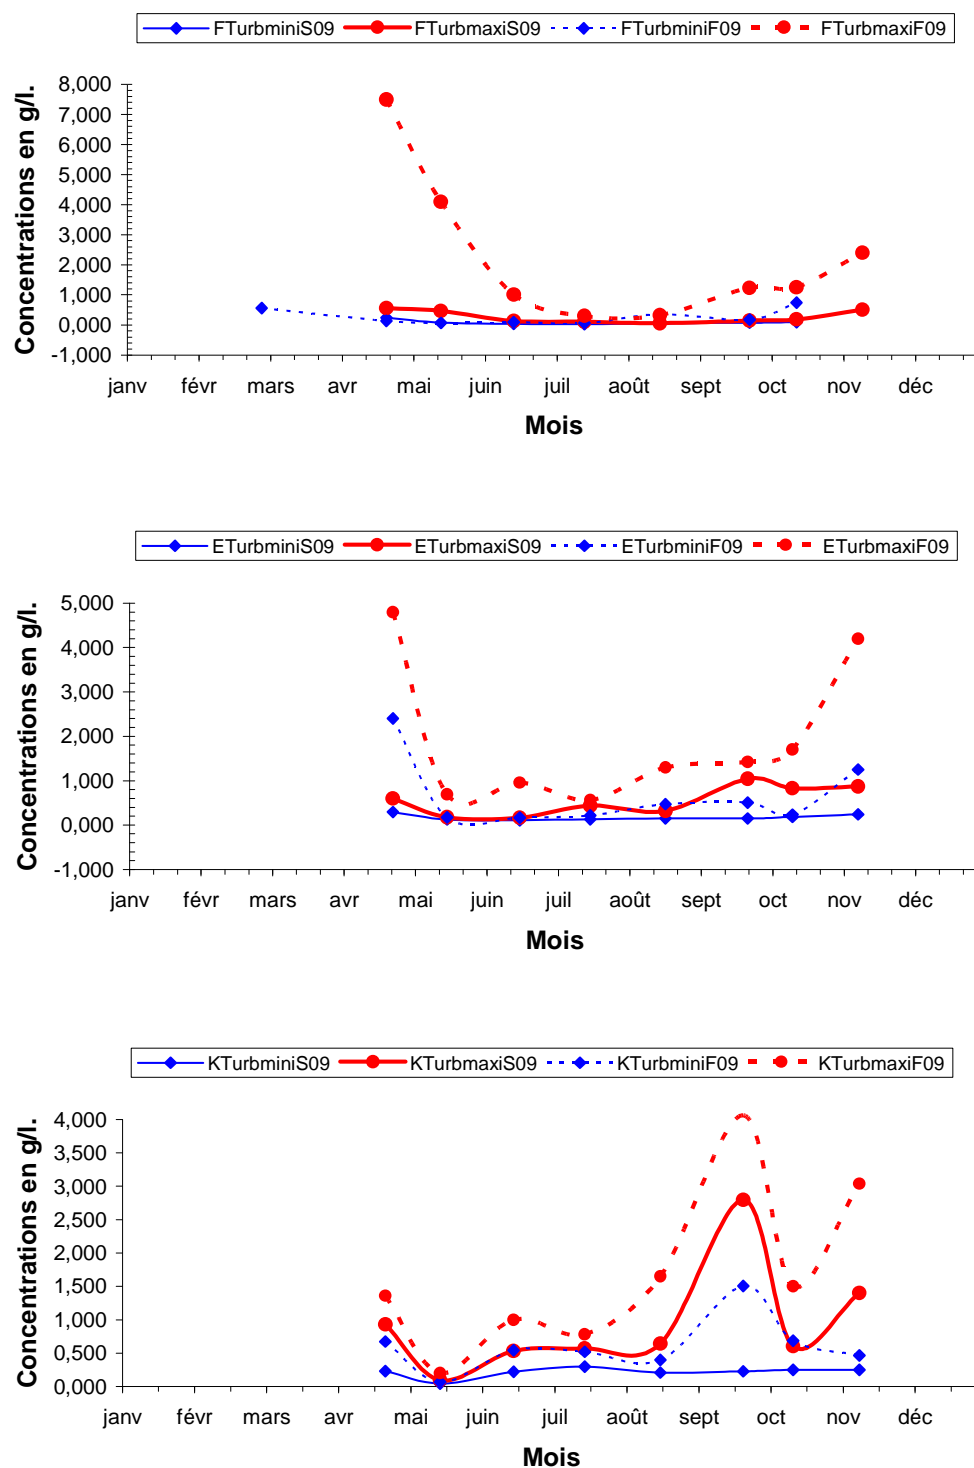 FTurbminiS09 FTurbmaxiS09 FTurbminiF09 FTurbmaxiF09
Concentrations en g/l.
8,000
7,000
6,000
5,000
4,000
3,000
2,000
1,000
0,000
-1,000
janv févr mars avr mai juin juil août sept oct nov déc
Mois
ETurbminiS09 ETurbmaxiS09 ETurbminiF09 ETurbmaxiF09
Concentrations en g/l.
5,000
4,000
3,000
2,000
1,000
0,000
-1,000
janv févr mars avr mai juin juil août sept oct nov déc
Mois
KTurbminiS09 KTurbmaxiS09 KTurbminiF09 KTurbmaxiF09
Concentrations en g/l.
4,000
3,500
3,000
2,500
2,000
1,500
1,000
0,500
0,000
janv févr mars avr mai juin juil août sept oct nov déc
Mois